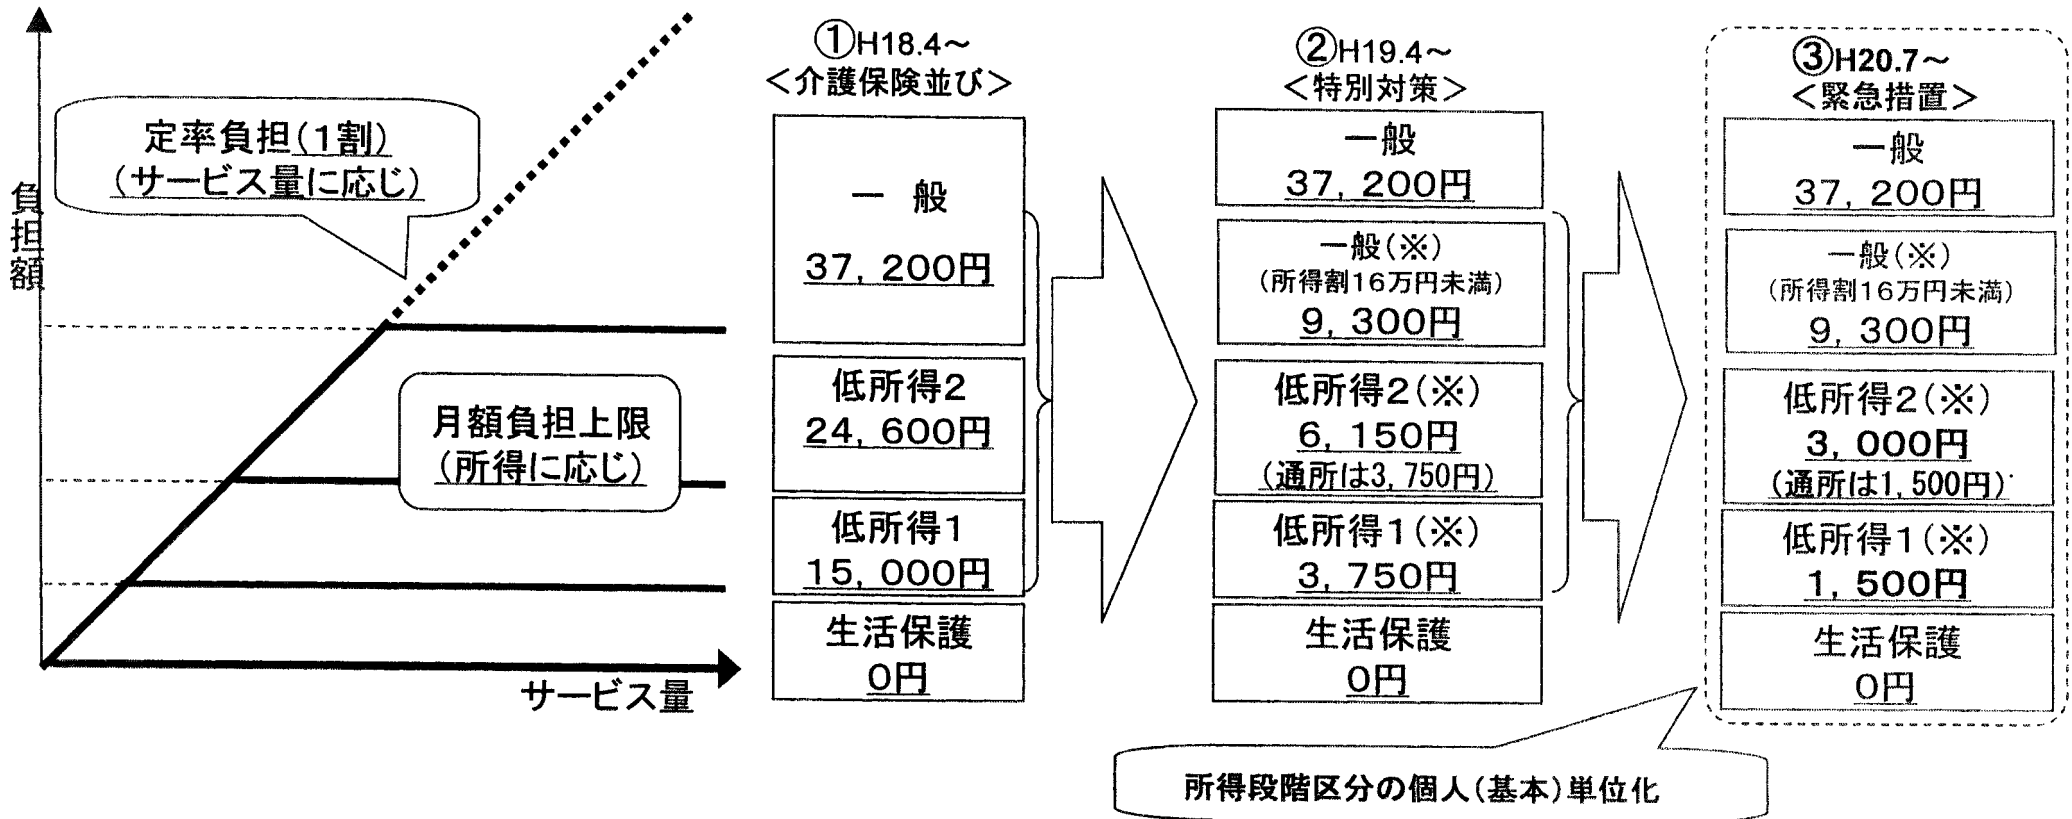 定率負担(１割)
(サービス量に応じ)
負担額
月額負担上限
(所得に応じ)
サービス量
①H18.4～
＜介護保険並び＞
一 般
37,200円
低所得2
24,600円
低所得1
15,000円
生活保護
0円
②H19.4～
＜特別対策＞
一般
37,200円
一般(※)
(所得割16万円未満)
9,300円
低所得2(※)
6,150円
(通所は3,750円)
低所得1(※)
3,750円
生活保護
0円
③H20.7～
＜緊急措置＞
一般
37,200円
一般(※)
(所得割16万円未満)
9,300円
低所得2(※)
3,000円
(通所は1,500円)
低所得1(※)
1,500円
生活保護
0円
所得段階区分の個人(基本)単位化